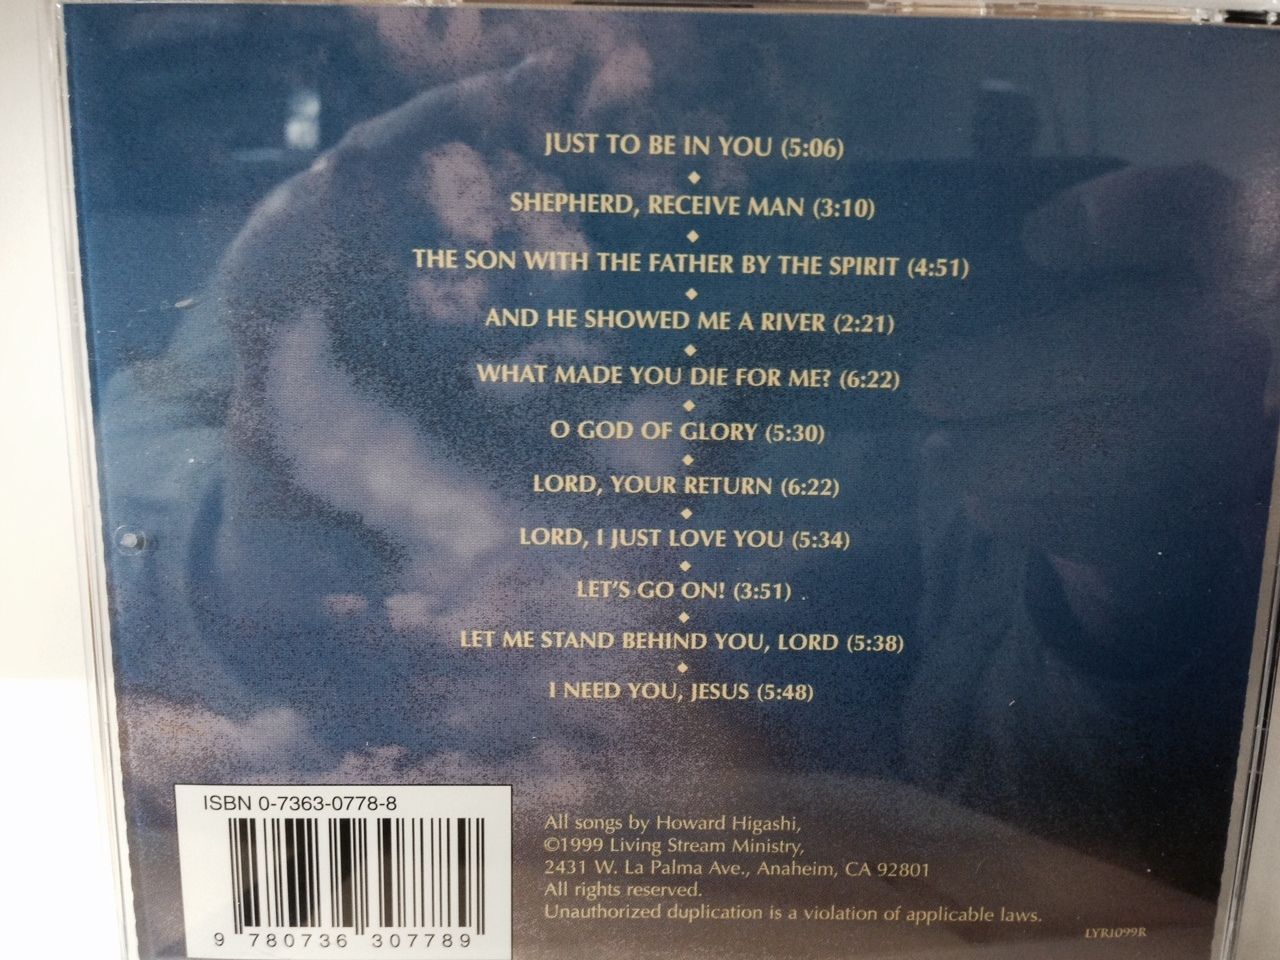 JUST TO BE IN YOU (5:06)
SHEPHERD, RECEIVE MAN (3:10)
THE SON WITH THE FATHER BY THE SPIRIT (4:51)
AND HE SHOWED ME A RIVER (2:21)
WHAT MADE YOU DIE FOR ME? (6:22)
O GOD OF GLORY (5:30)
LORD, YOUR RETURN (6:22)
LORD, I JUST LOVE YOU (5:34)
LET'S GO ON! (3:51)
LET ME STAND BEHIND YOU, LORD (5:38)
I NEED YOU, JESUS (5:48)
ISBN 0-7363-0778-8
9 780736 307789
All songs by Howard Higashi,
©1999 Living Stream Ministry,
2431 W. La Palma Ave., Anaheim, CA 92801
All rights reserved.
Unauthorized duplication is a violation of applicable laws.
LYR1099R